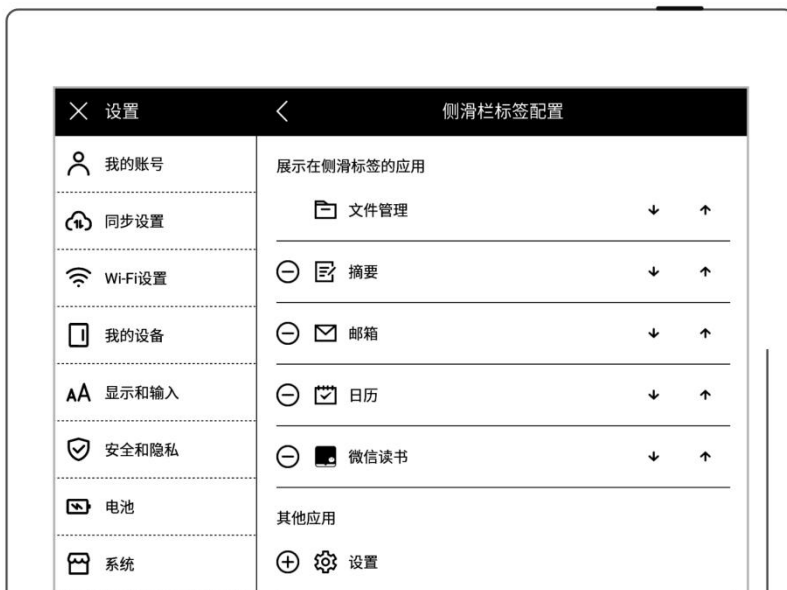 设置
我的账号
同步设置
Wi-Fi设置
我的设备
显示和输入
安全和隐私
电池
系统
侧滑栏标签配置
展示在侧滑标签的应用
文件管理
摘要
邮箱
日历
微信读书
其他应用
设置